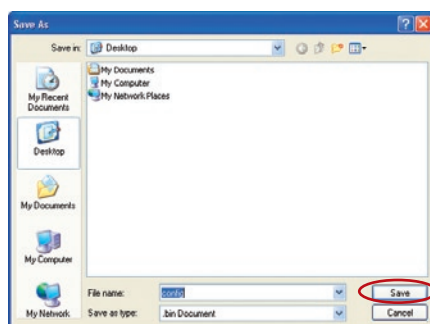 Save As
Save in:
Desktop
My Documents
My Computer
My Network Places
My Recent
Documents
Desktop
My Documents
My Computer
My Network
File name:
config
Save
Save as type:
.bin Document
Cancel